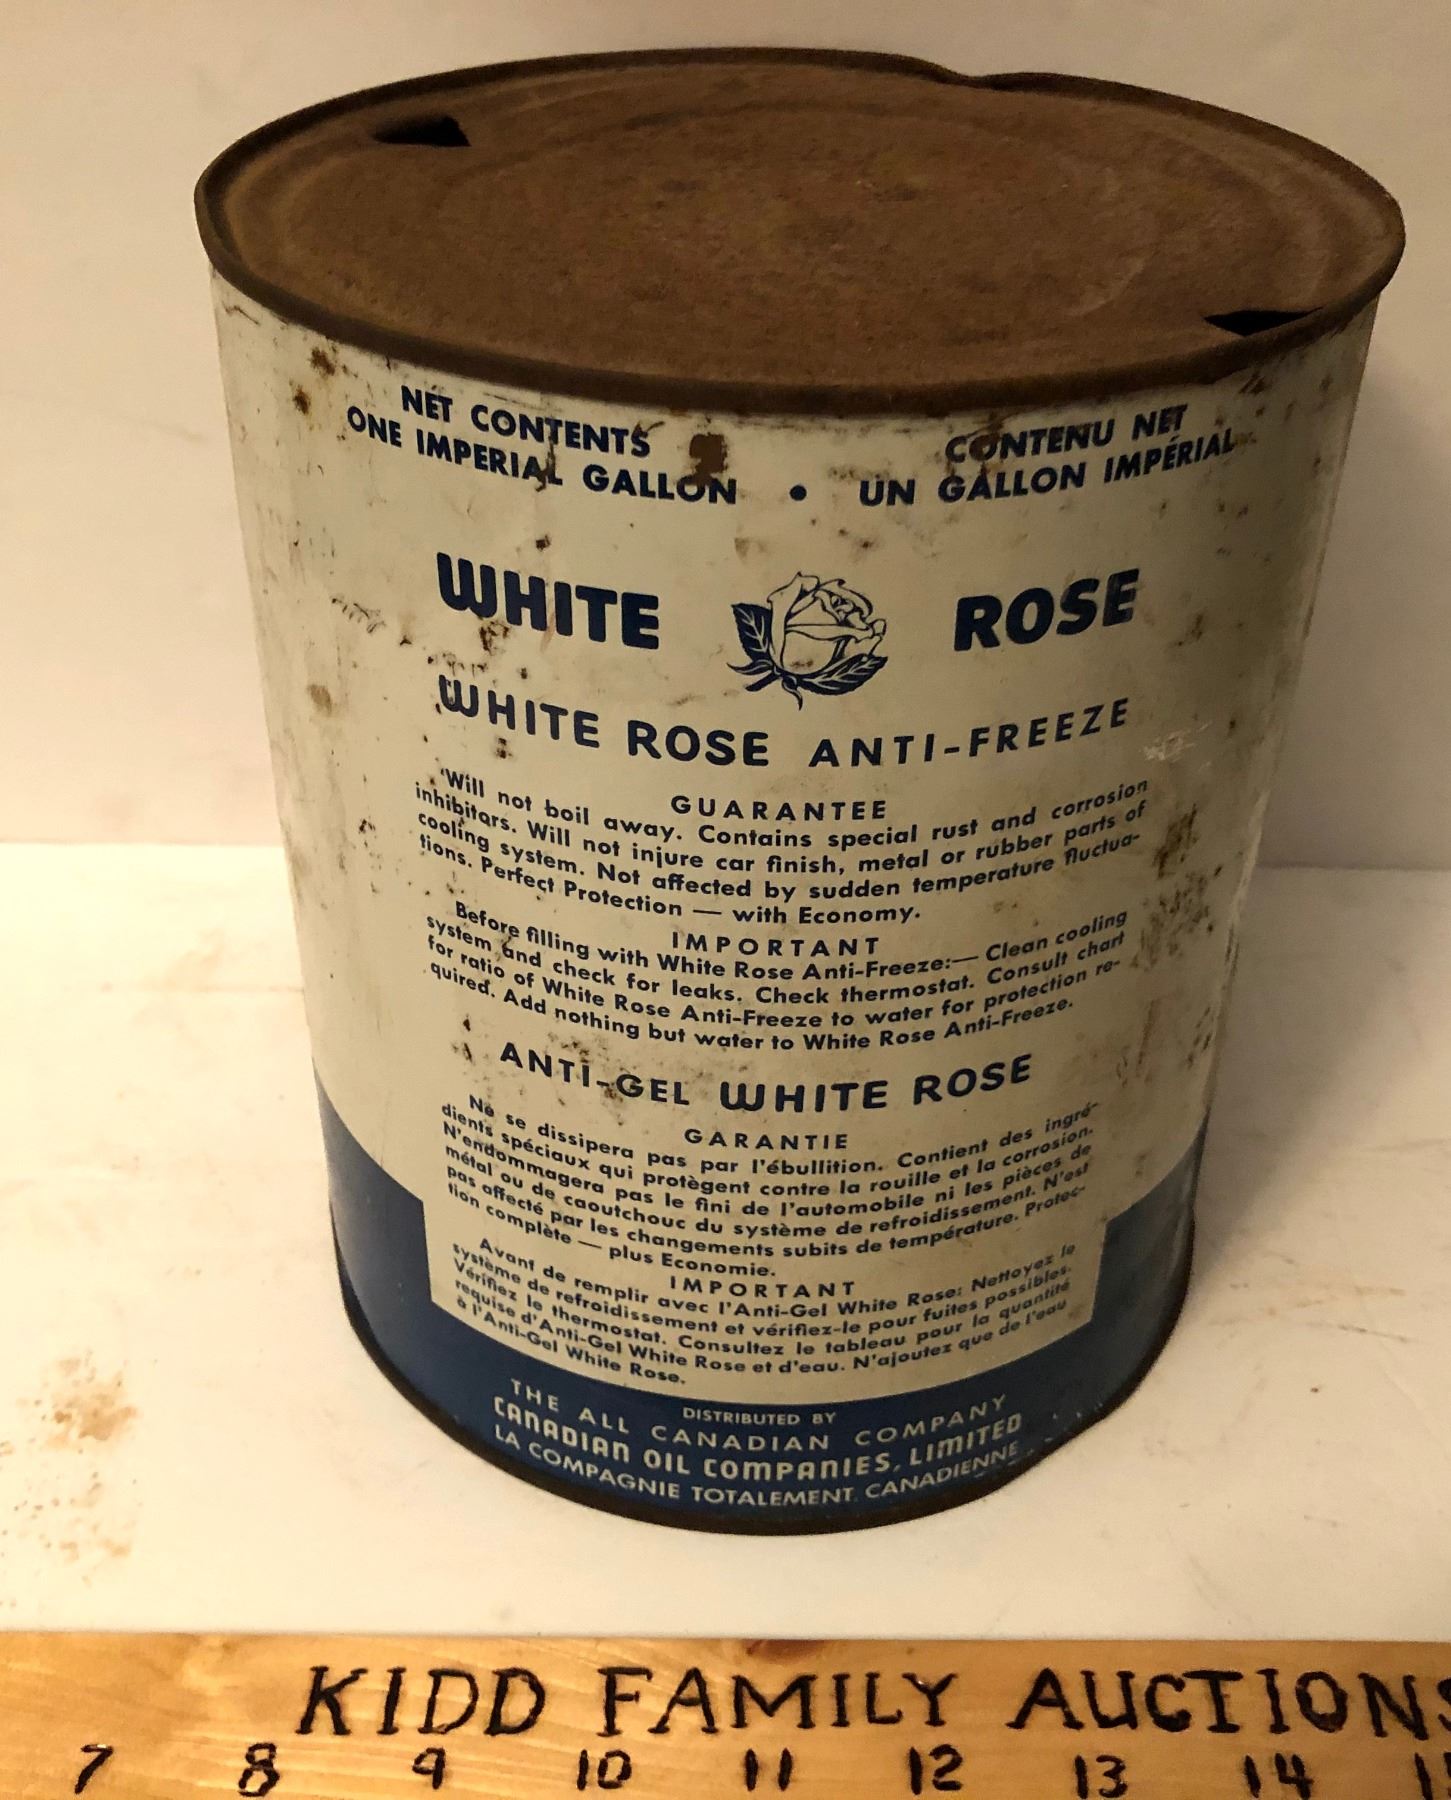 NET CONTENTS
ONE IMPERIAL GALLON • CONTENU NET
UN GALLON IMPÉRIAL
WHITE ROSE
WHITE ROSE ANTI-FREEZE
GUARANTEE
Will not boil away. Contains special rust and corrosion
inhibitors. Will not injure car finish, metal or rubber parts of
cooling system. Not affected by sudden temperature fluctua-
tions. Perfect Protection — with Economy.
IMPORTANT
Before filling with White Rose Anti-Freeze:— Clean cooling
system and check for leaks. Check thermostat. Consult chart
for ratio of White Rose Anti-Freeze to water for protection re-
quired. Add nothing but water to White Rose Anti-Freeze.
ANTI-GEL WHITE ROSE
GARANTIE
Ne se dissipera pas par l'ébullition. Contient des ingré-
dients spéciaux qui protègent contre la rouille et la corrosion.
N'endommagera pas le fini de l'automobile ni les pièces de
métal ou de caoutchouc du système de refroidissement. N'est
pas affecté par les changements subits de température. Protec-
tion complète — plus Economie.
IMPORTANT
Avant de remplir avec l'Anti-Gel White Rose: Nettoyez le
système de refroidissement et vérifiez-le pour fuites possibles.
Vérifiez le thermostat. Consultez le tableau pour la quantité
requise d'Anti-Gel White Rose et d'eau. N'ajoutez que de l'eau
à l'Anti-Gel White Rose.
DISTRIBUTED BY
THE ALL CANADIAN COMPANY
CANADIAN OIL COMPANIES, LIMITED
LA COMPAGNIE TOTALEMENT CANADIENNE
KIDD FAMILY AUCTIONS
7 8 9 10 11 12 13 14 15